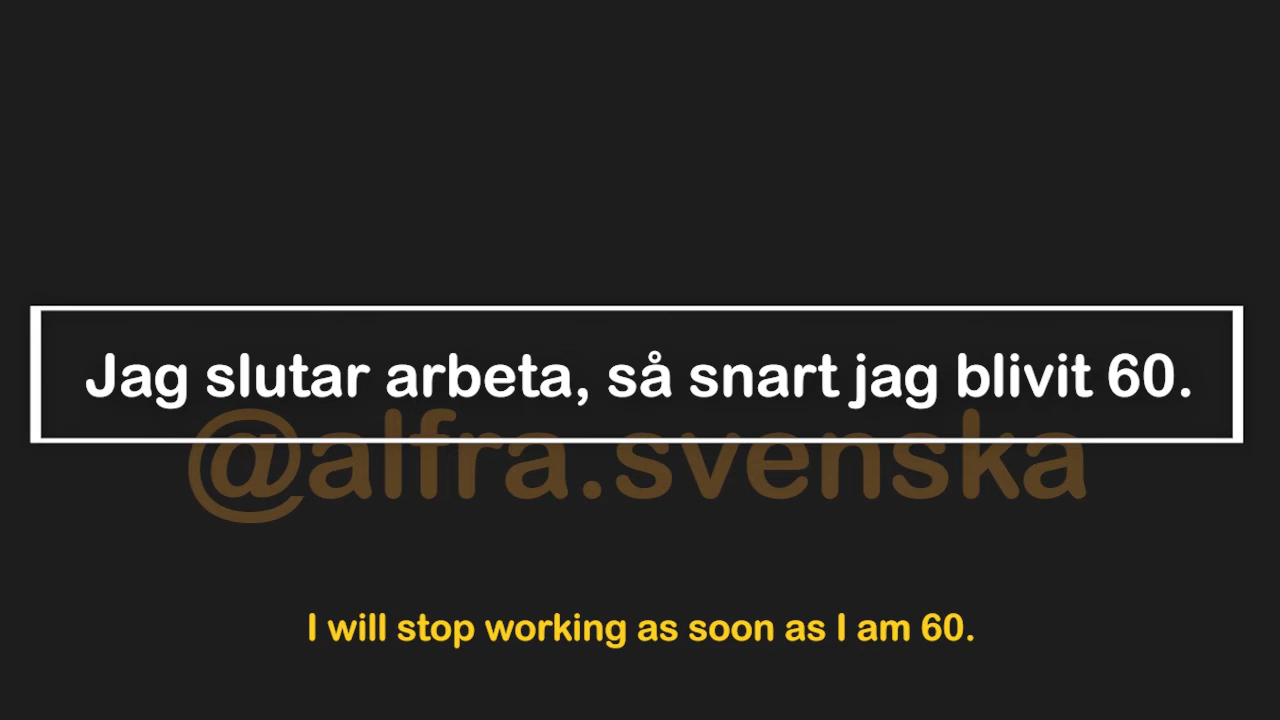 Jag slutar arbeta, så snart jag blivit 60.
@alfra.svenska
I will stop working as soon as I am 60.